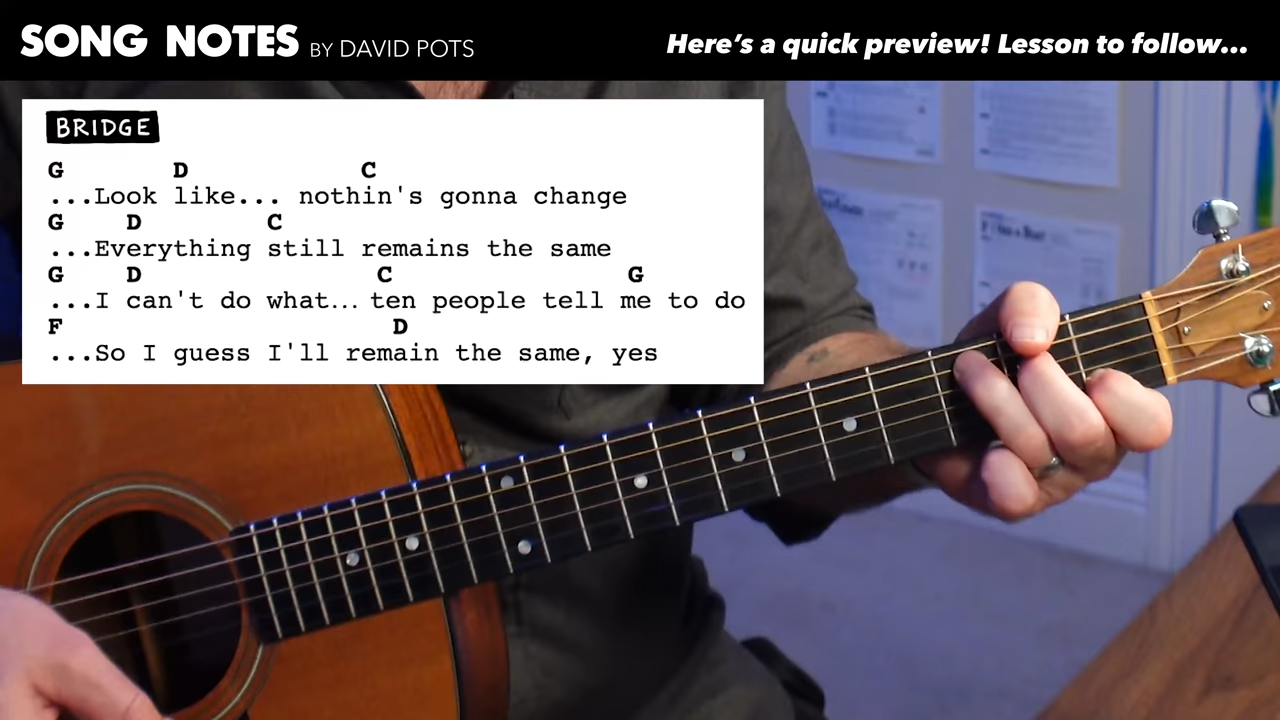 SONG NOTES BY DAVID POTS
Here's a quick preview! Lesson to follow...
BRIDGE
G D C
...Look like... nothin's gonna change
G D C
...Everything still remains the same
G D C G
...I can't do what... ten people tell me to do
F D
...So I guess I'll remain the same, yes